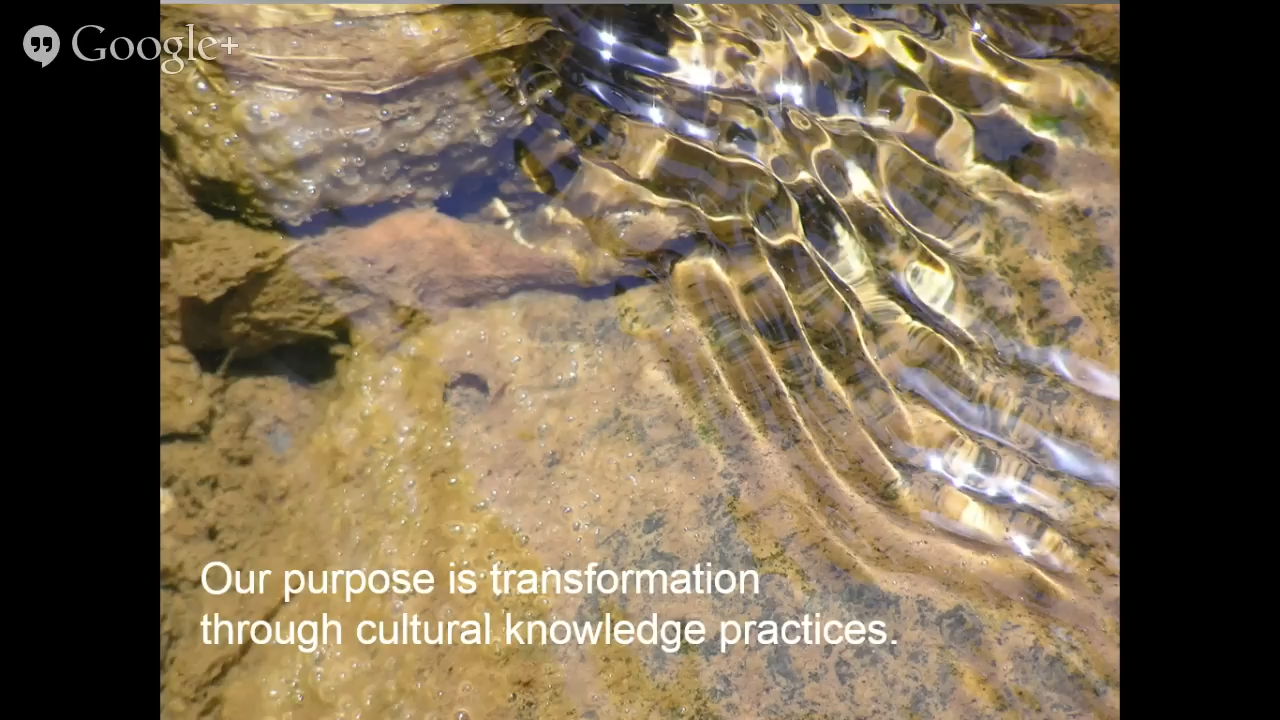 Google+
Our purpose is transformation
through cultural knowledge practices.